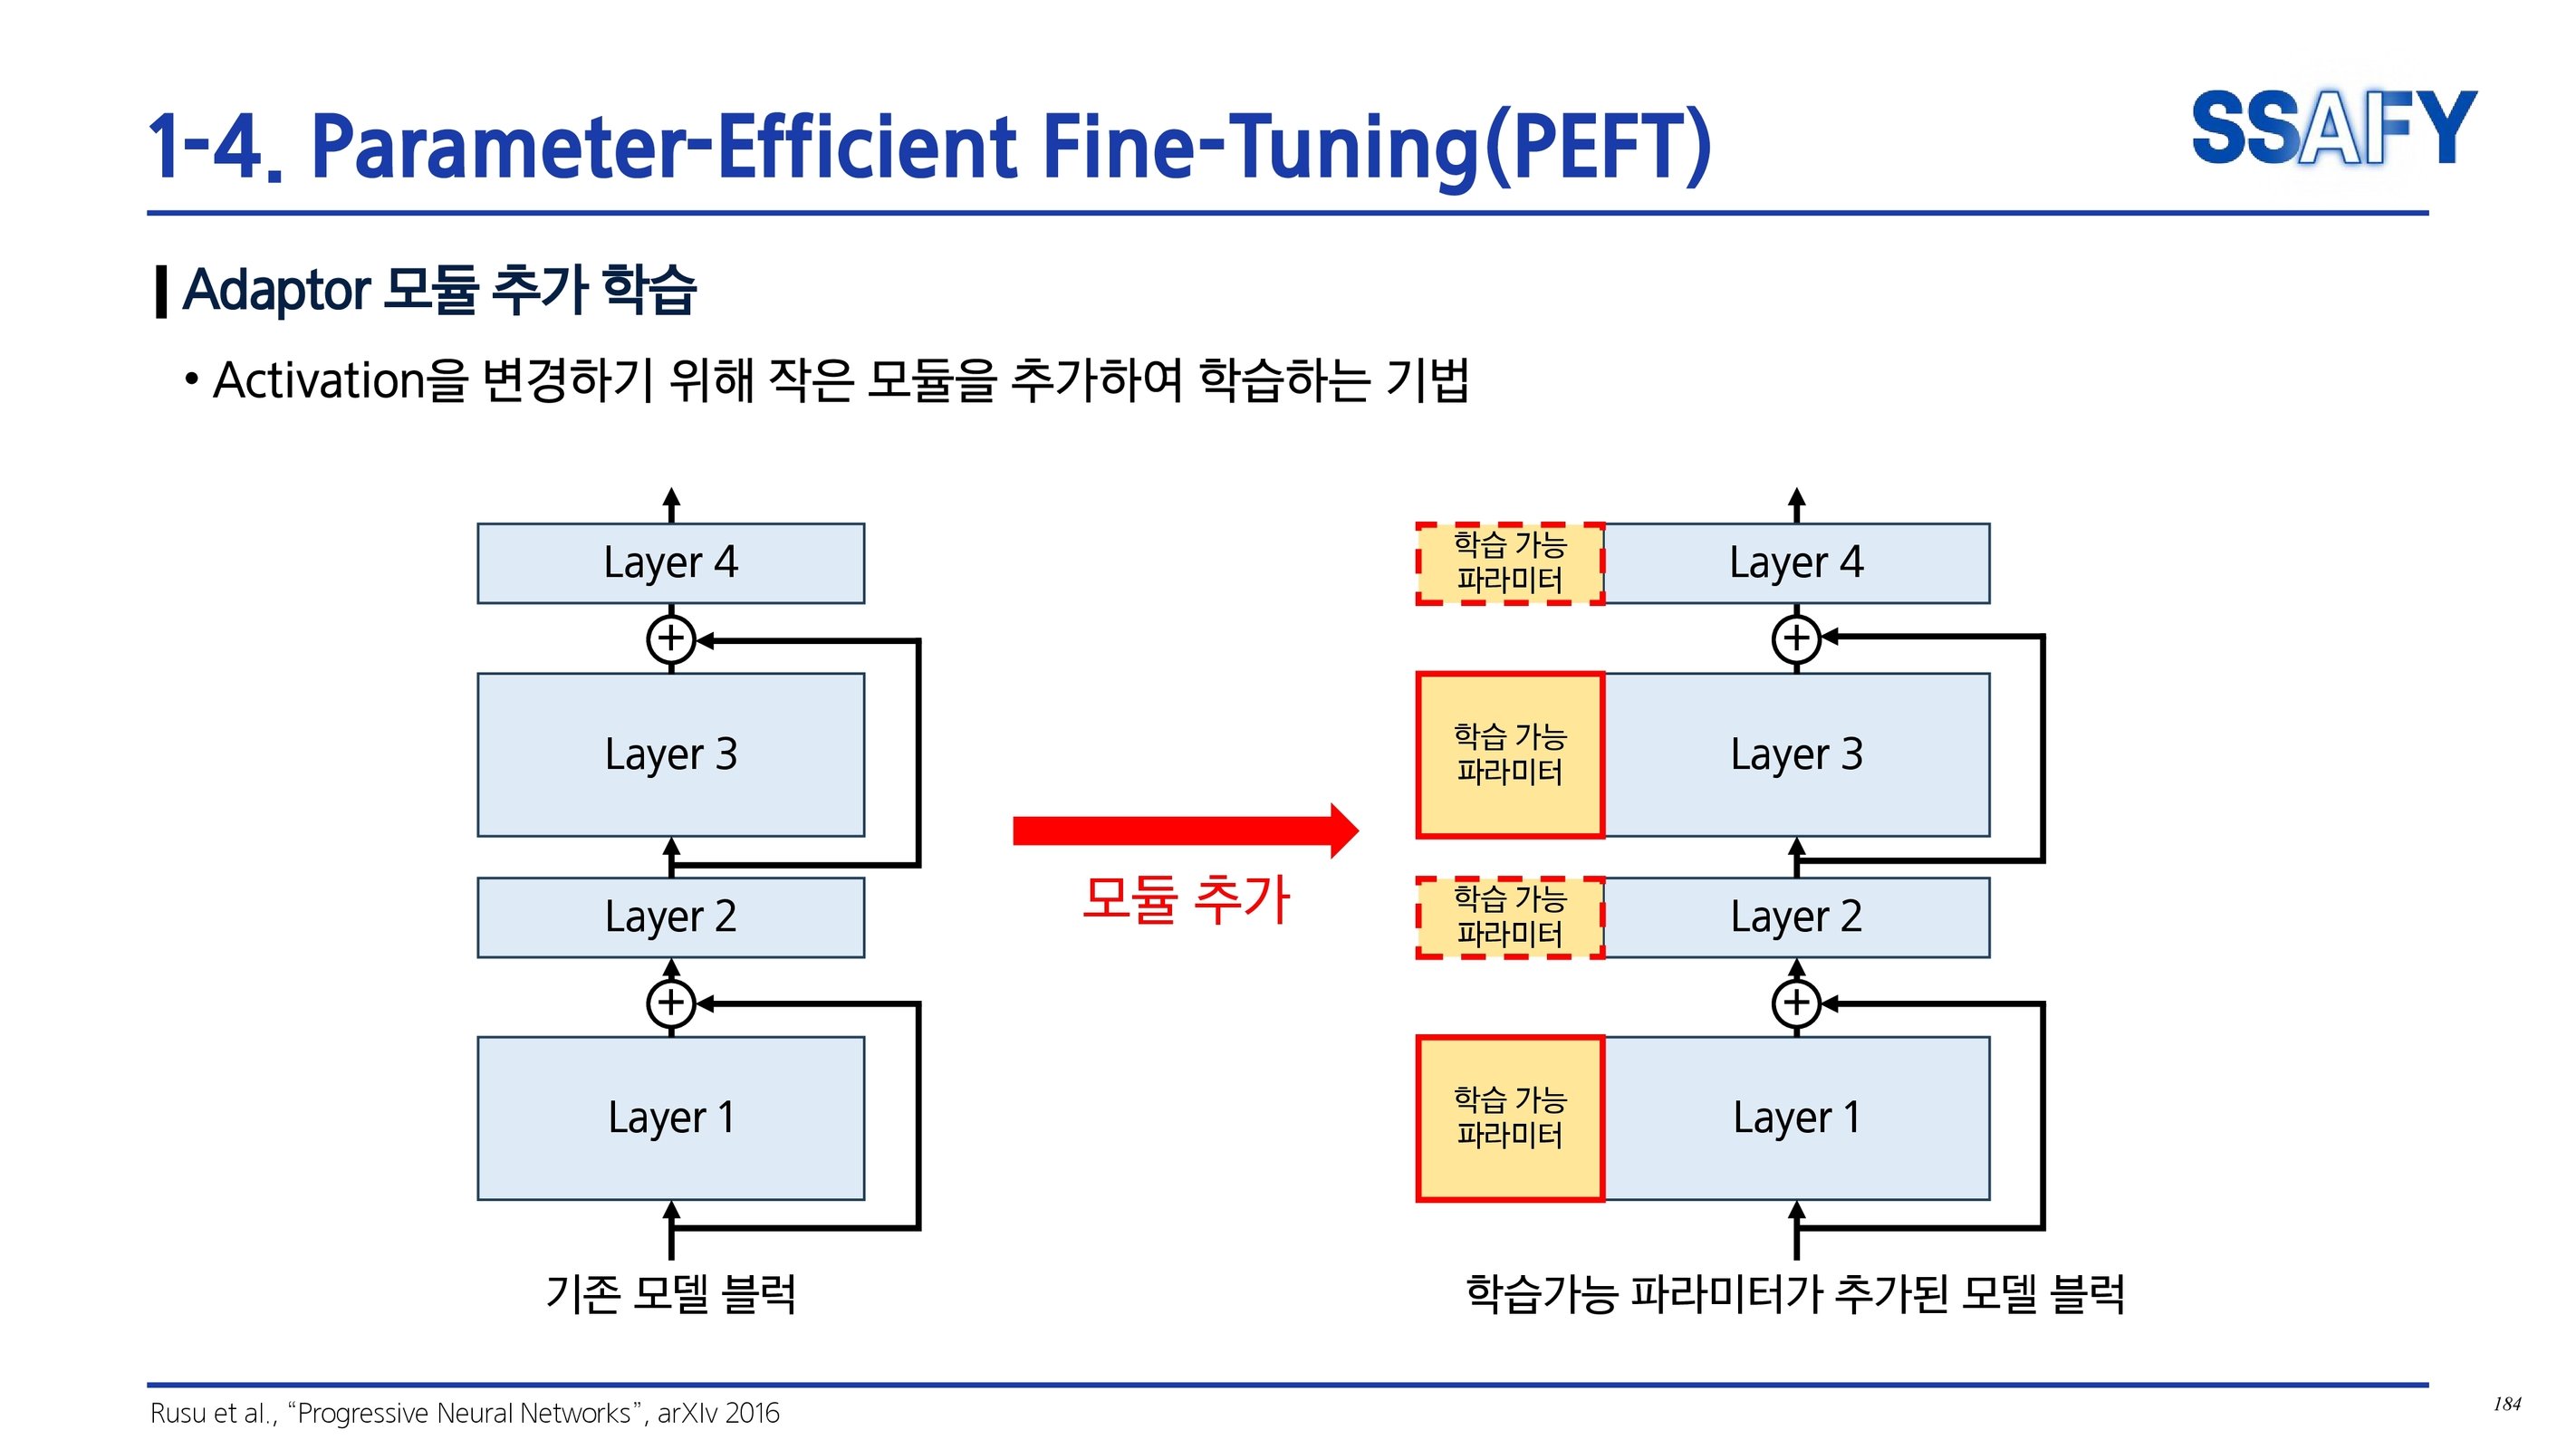 1-4. Parameter-Efficient Fine-Tuning(PEFT)
SSAFY
Adaptor 모듈 추가 학습
• Activation을 변경하기 위해 작은 모듈을 추가하여 학습하는 기법
Layer 4
+
Layer 3
Layer 2
+
Layer 1
기존 모델 블럭
모듈 추가
학습 가능
파라미터
Layer 4
+
학습 가능
파라미터
Layer 3
학습 가능
파라미터
Layer 2
+
학습 가능
파라미터
Layer 1
학습가능 파라미터가 추가된 모델 블럭
Rusu et al., “Progressive Neural Networks”, arXIv 2016
184